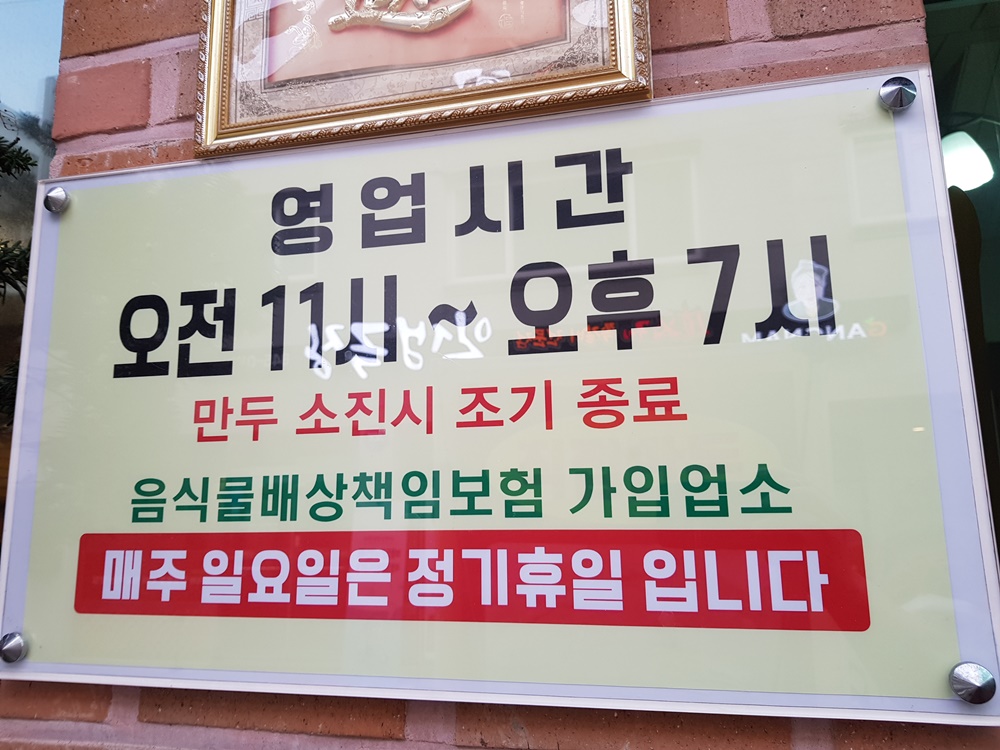 영업시간
오전 11시 ~ 오후 7시
만두 소진시 조기 종료
음식물배상책임보험 가입업소
매주 일요일은 정기휴일 입니다